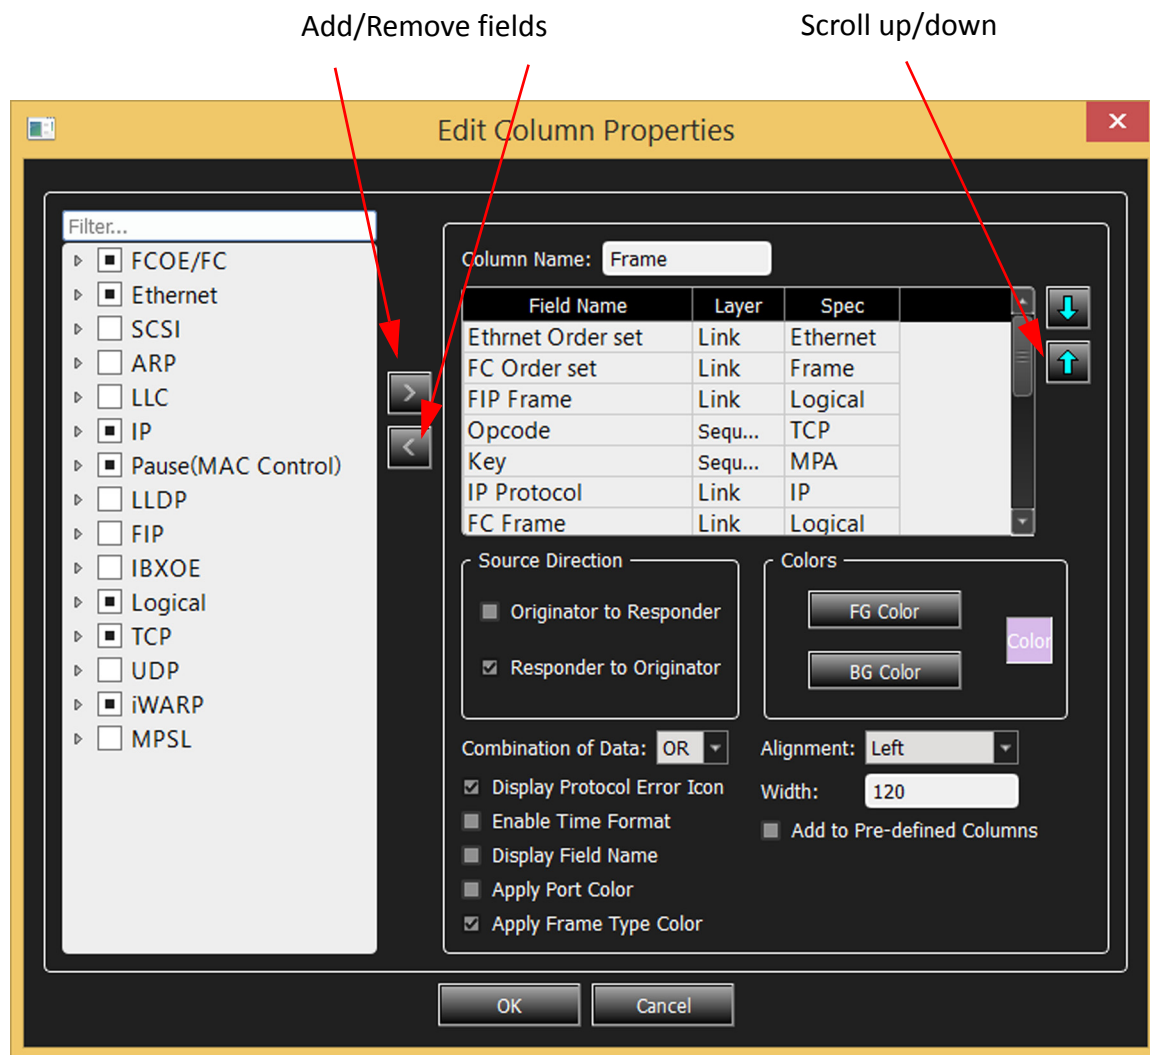 Add/Remove fields
Scroll up/down
Edit Column Properties
Filter...
FCOE/FC
Ethernet
SCSI
ARP
LLC
IP
Pause(MAC Control)
LLDP
FIP
IBXOE
Logical
TCP
UDP
iWARP
MPSL
>
<
Column Name: Frame
Field Name Layer Spec
Ethrnet Order set Link Ethernet
FC Order set Link Frame
FIP Frame Link Logical
Opcode Sequ... TCP
Key Sequ... MPA
IP Protocol Link IP
FC Frame Link Logical
Source Direction
Originator to Responder
Responder to Originator
Colors
FG Color
BG Color
Color
Combination of Data: OR
Display Protocol Error Icon
Enable Time Format
Display Field Name
Apply Port Color
Apply Frame Type Color
Alignment: Left
Width: 120
Add to Pre-defined Columns
OK
Cancel